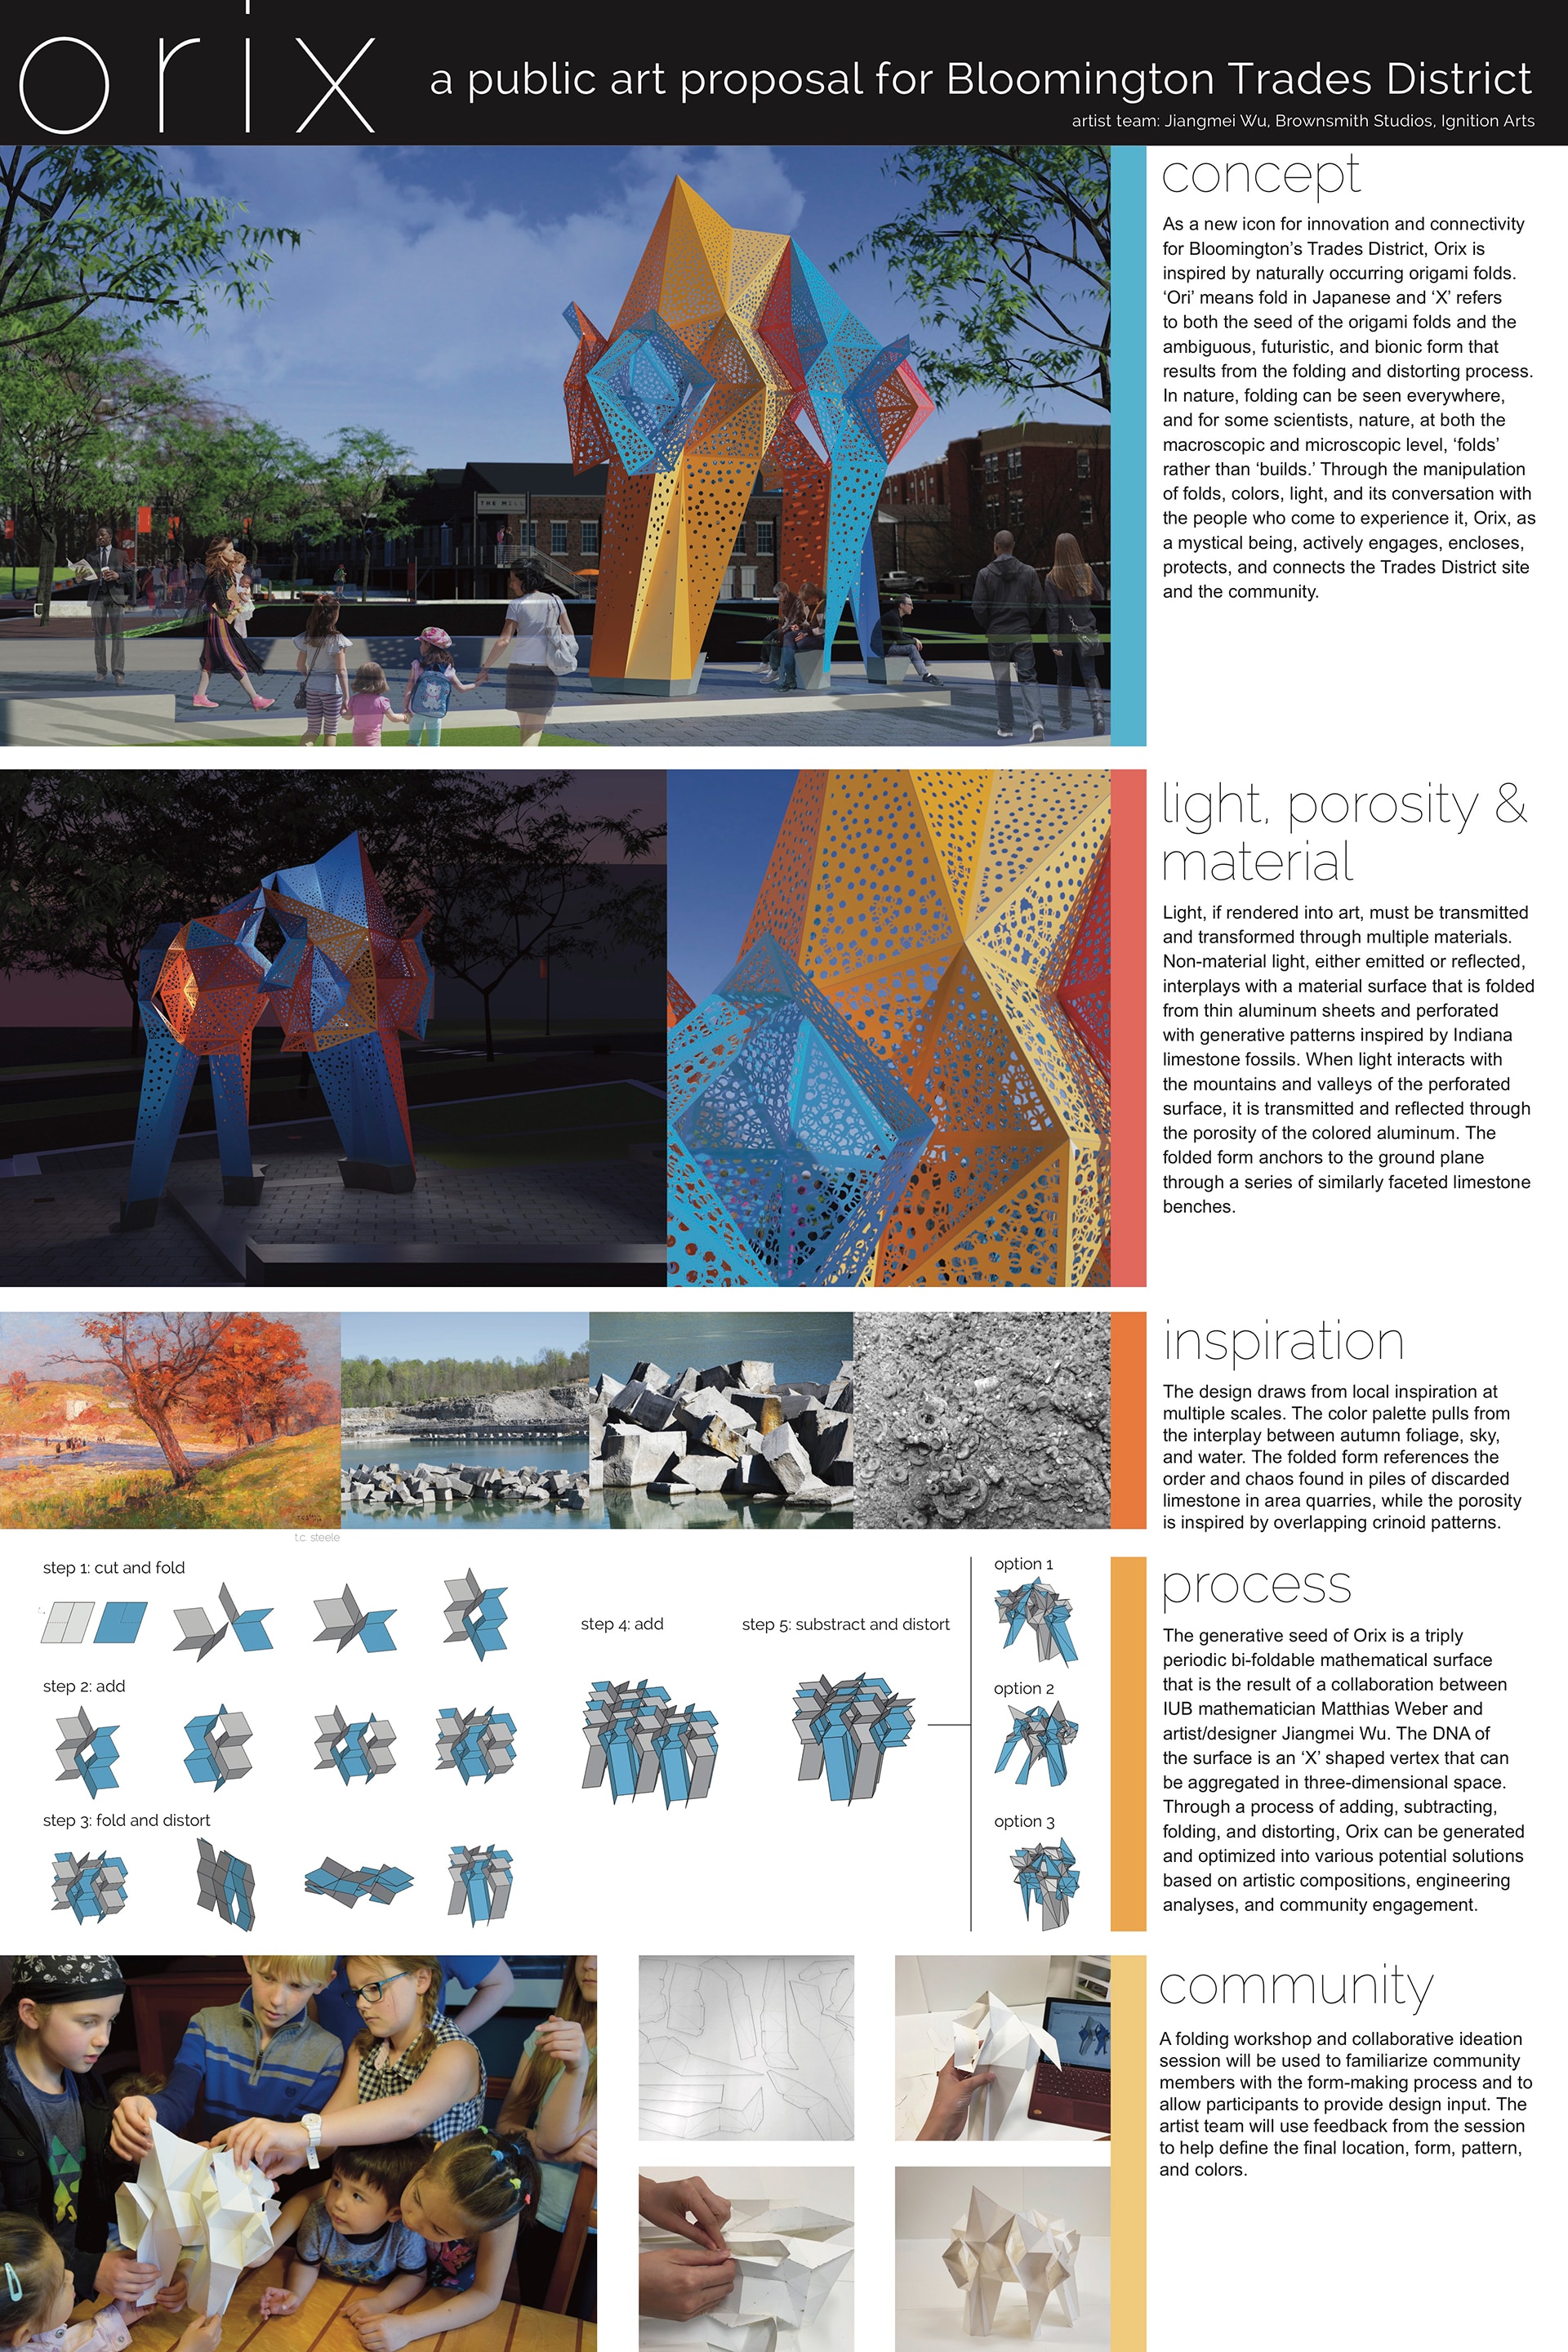 orix
a public art proposal for Bloomington Trades District
artist team: Jiangmei Wu, Brownsmith Studios, Ignition Arts
THE MILL
concept
As a new icon for innovation and connectivity
for Bloomington's Trades District, Orix is
inspired by naturally occurring origami folds.
‘Ori’ means fold in Japanese and ‘X’ refers
to both the seed of the origami folds and the
ambiguous, futuristic, and bionic form that
results from the folding and distorting process.
In nature, folding can be seen everywhere,
and for some scientists, nature, at both the
macroscopic and microscopic level, ‘folds’
rather than ‘builds.’ Through the manipulation
of folds, colors, light, and its conversation with
the people who come to experience it, Orix, as
a mystical being, actively engages, encloses,
protects, and connects the Trades District site
and the community.
light, porosity &
material
Light, if rendered into art, must be transmitted
and transformed through multiple materials.
Non-material light, either emitted or reflected,
interplays with a material surface that is folded
from thin aluminum sheets and perforated
with generative patterns inspired by Indiana
limestone fossils. When light interacts with
the mountains and valleys of the perforated
surface, it is transmitted and reflected through
the porosity of the colored aluminum. The
folded form anchors to the ground plane
through a series of similarly faceted limestone
benches.
t.c. steele
inspiration
The design draws from local inspiration at
multiple scales. The color palette pulls from
the interplay between autumn foliage, sky,
and water. The folded form references the
order and chaos found in piles of discarded
limestone in area quarries, while the porosity
is inspired by overlapping crinoid patterns.
step 1: cut and fold
step 2: add
step 3: fold and distort
step 4: add
step 5: substract and distort
option 1
option 2
option 3
process
The generative seed of Orix is a triply
periodic bi-foldable mathematical surface
that is the result of a collaboration between
IUB mathematician Matthias Weber and
artist/designer Jiangmei Wu. The DNA of
the surface is an ‘X’ shaped vertex that can
be aggregated in three-dimensional space.
Through a process of adding, subtracting,
folding, and distorting, Orix can be generated
and optimized into various potential solutions
based on artistic compositions, engineering
analyses, and community engagement.
community
A folding workshop and collaborative ideation
session will be used to familiarize community
members with the form-making process and to
allow participants to provide design input. The
artist team will use feedback from the session
to help define the final location, form, pattern,
and colors.